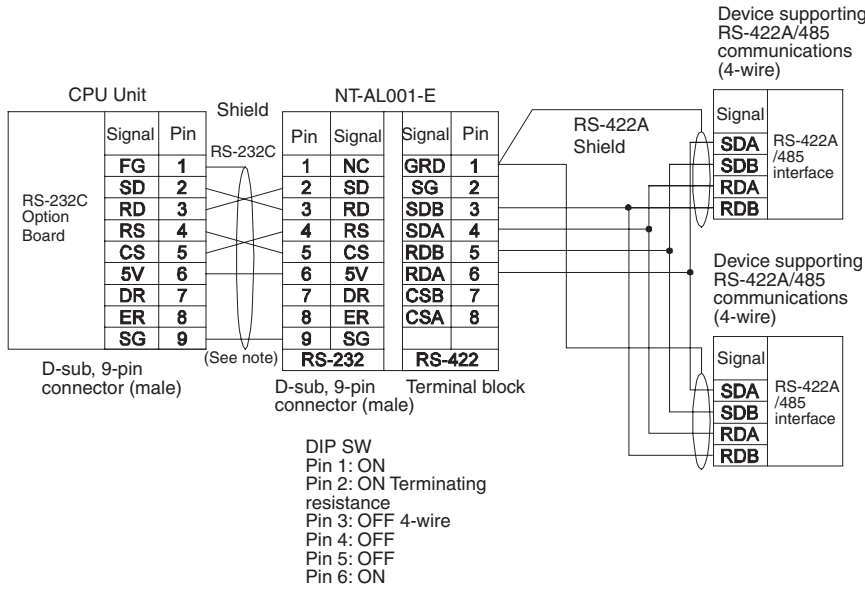 Device supporting
RS-422A/485
communications
(4-wire)
CPU Unit
Shield
NT-AL001-E
RS-232C
Option
Board
Signal Pin
FG 1
SD 2
RD 3
RS 4
CS 5
5V 6
DR 7
ER 8
SG 9
RS-232C
(See note)
D-sub, 9-pin
connector (male)
Pin Signal Signal Pin
1 NC GRD 1
2 SD SG 2
3 RD SDB 3
4 RS SDA 4
5 CS RDB 5
6 5V RDA 6
7 DR CSB 7
8 ER CSA 8
9 SG
RS-232 RS-422
D-sub, 9-pin
connector (male)
Terminal block
RS-422A
Shield
Signal
SDA
SDB
RDA
RDB
RS-422A
/485
interface
Device supporting
RS-422A/485
communications
(4-wire)
Signal
SDA
SDB
RDA
RDB
RS-422A
/485
interface
DIP SW
Pin 1: ON
Pin 2: ON Terminating
resistance
Pin 3: OFF 4-wire
Pin 4: OFF
Pin 5: OFF
Pin 6: ON